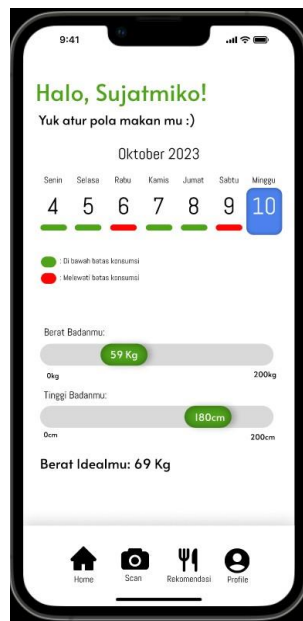 9:41
Halo, Sujatmiko!
Yuk atur pola makan mu :)
Oktober 2023
Senin Selasa Rabu Kamis Jumat Sabtu Minggu
4 5 6 7 8 9 10
: Di bawah batas konsumsi
: Melewati batas konsumsi
Berat Badanmu:
59 Kg
0kg 200kg
Tinggi Badanmu:
180cm
0cm 200cm
Berat Idealmu: 69 Kg
Home Scan Rekomendasi Profile